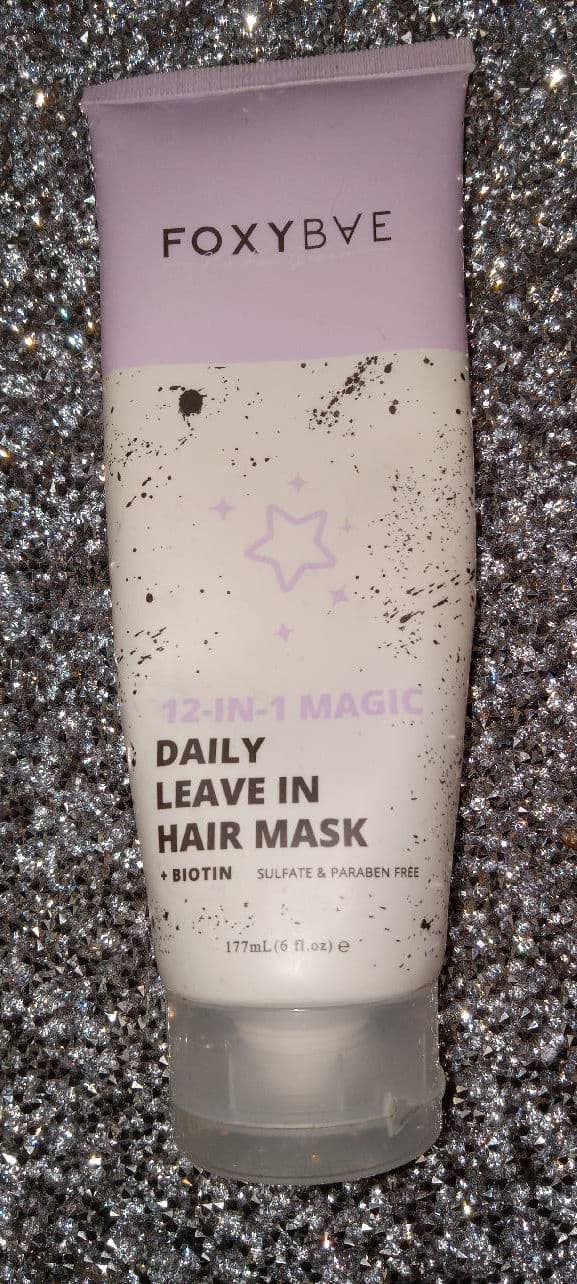 FOXYBAE
12-IN-1 MAGIC
DAILY
LEAVE IN
HAIR MASK
+ BIOTIN SULFATE & PARABEN FREE
177mL(6 fl.oz) ℮